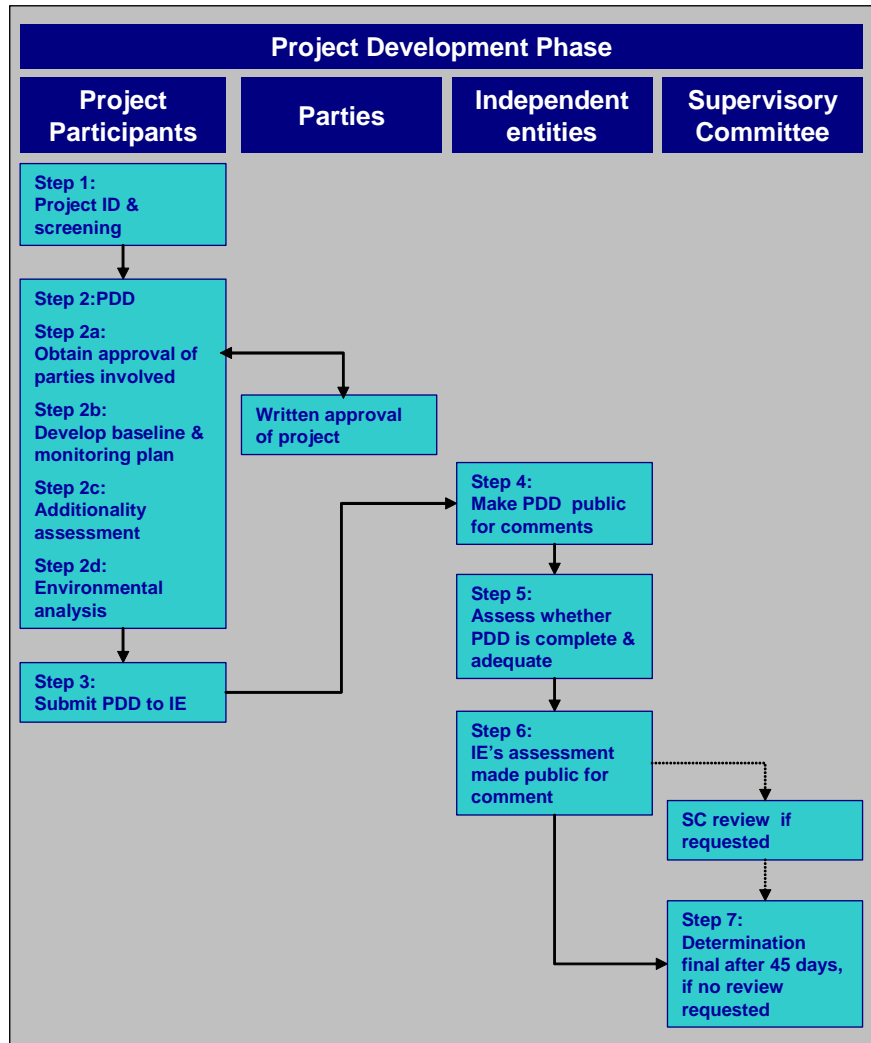 Project Development Phase
Project
Participants
Parties
Independent
entities
Supervisory
Committee
Step 1:
Project ID &
screening
Step 2:PDD
Step 2a:
Obtain approval of
parties involved
Step 2b:
Develop baseline &
monitoring plan
Step 2c:
Additionality
assessment
Step 2d:
Environmental
analysis
Written approval
of project
Step 3:
Submit PDD to IE
Step 4:
Make PDD public
for comments
Step 5:
Assess whether
PDD is complete &
adequate
Step 6:
IE's assessment
made public for
comment
SC review if
requested
Step 7:
Determination
final after 45 days,
if no review
requested